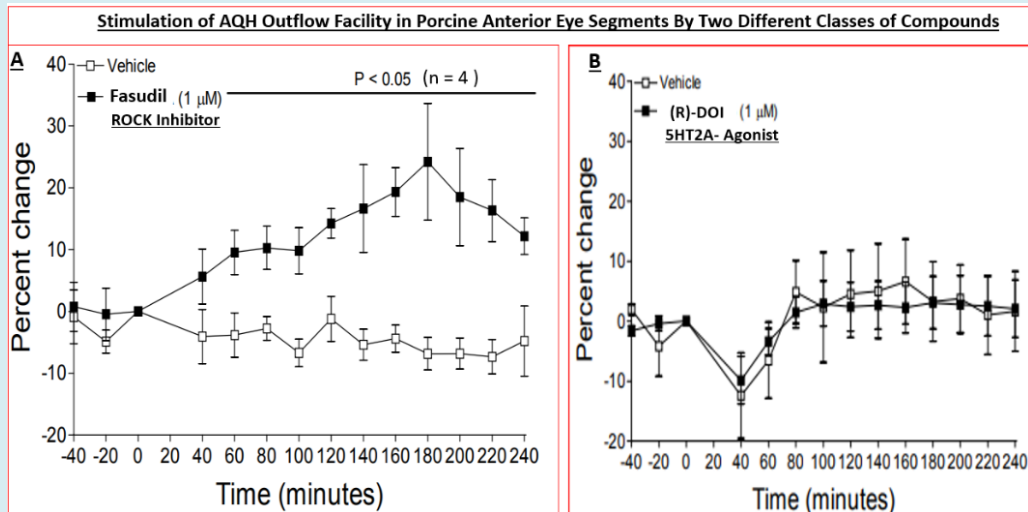 Stimulation of AQH Outflow Facility in Porcine Anterior Eye Segments By Two Different Classes of Compounds
A
Vehicle
Fasudil (1 μM)
ROCK Inhibitor
P < 0.05 (n = 4 )
Percent change
40
30
20
10
0
-10
-20
-40 -20 0 20 40 60 80 100 120 140 160 180 200 220 240
Time (minutes)
B
Vehicle
(R)-DOI (1 μM)
5HT2A- Agonist
Percent change
40
30
20
10
0
-10
-20
-40 -20 0 20 40 60 80 100 120 140 160 180 200 220 240
Time (minutes)